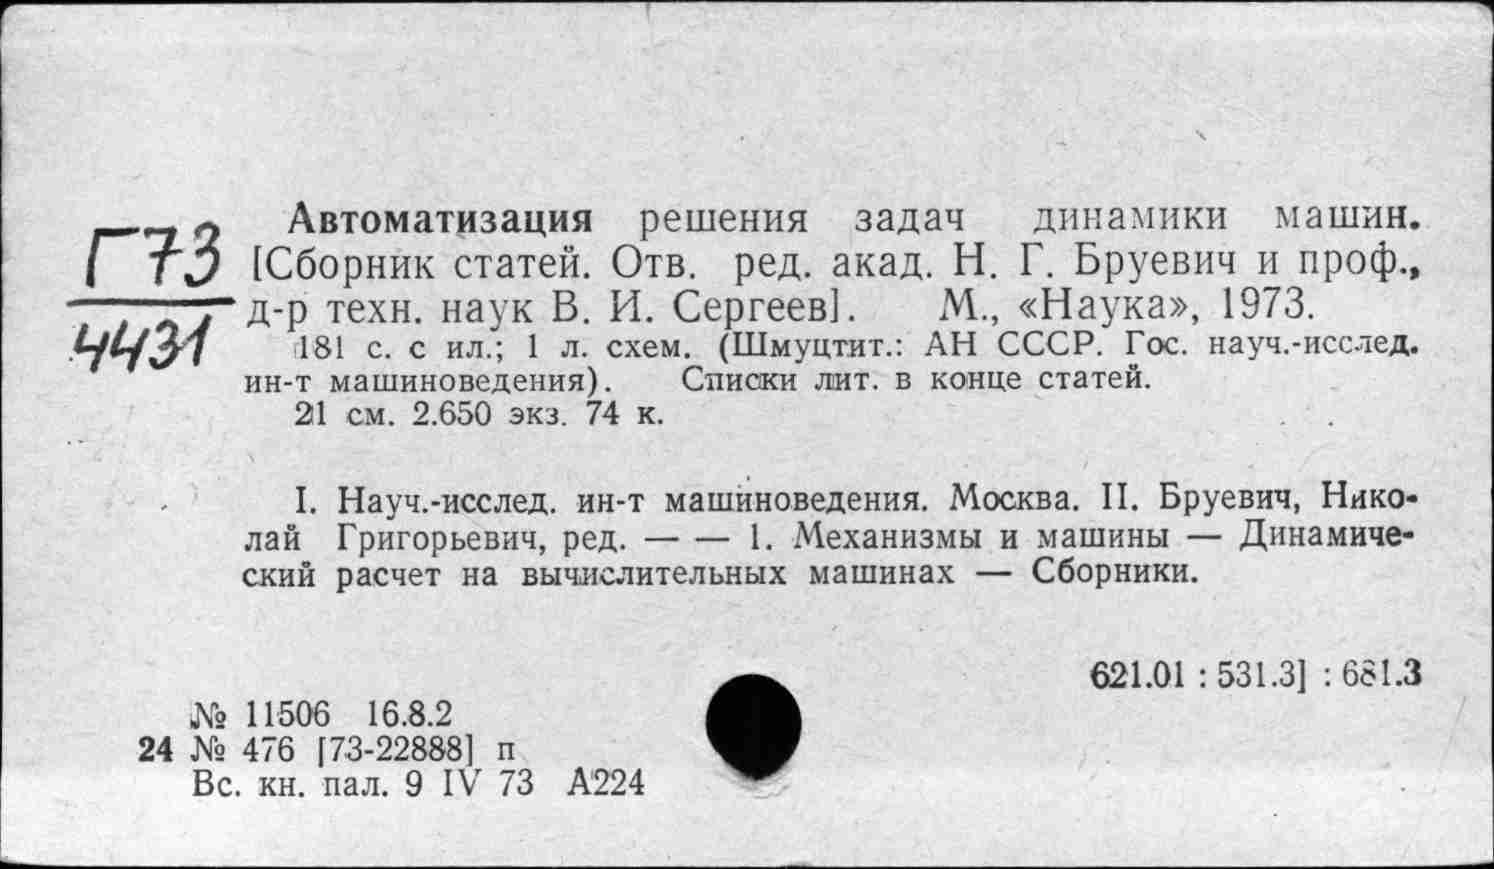 Автоматизация решения задач динамики машин.
Г73 [Сборник статей. Отв. ред. акад. Н. Г. Бруевич и проф.,
д-р техн. наук В. И. Сергеев]. М., «Наука», 1973.
4431 181 с. с ил.; 1 л. схем. (Шмуцтит.: АН СССР. Гос. науч.-исслед.
ин-т машиноведения). Списки лит. в конце статей.
21 см. 2.650 экз. 74 к.
I. Науч.-исслед. ин-т машиноведения. Москва. II. Бруевич, Нико-
лай Григорьевич, ред. — — 1. Механизмы и машины — Динамиче-
ский расчет на вычислительных машинах — Сборники.
621.01 : 531.3] : 681.3
№ 11506 16.8.2
24 № 476 [73-22888] п
Вс. кн. пал. 9 IV 73 А224